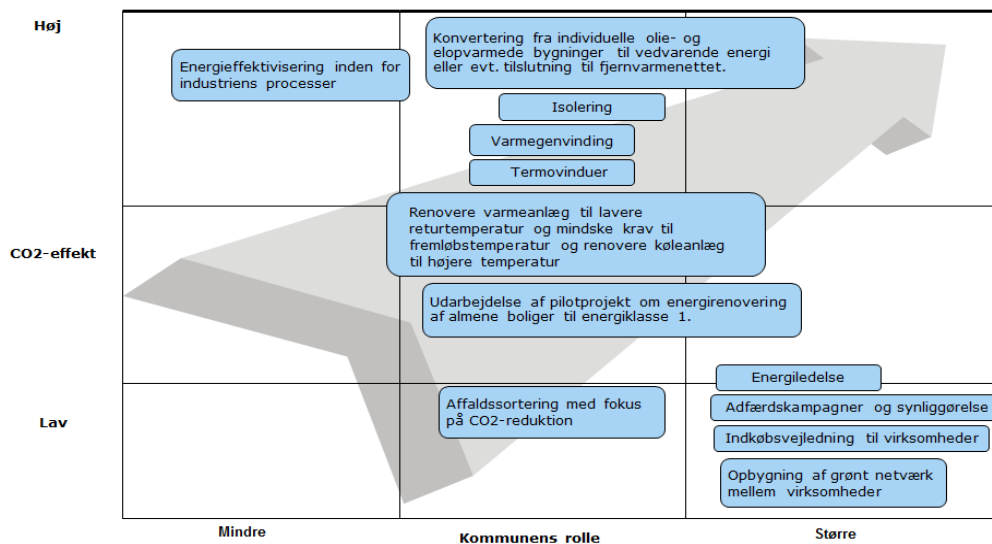 Høj
Konvertering fra individuelle olie- og
elopvarmede bygninger til vedvarende energi
eller evt. tilslutning til fjernvarmenettet.
Energieffektivisering inden for
industriens processer
Isolering
Varmegenvinding
Termovinduer
CO2-effekt
Renovere varmeanlæg til lavere
returtemperatur og mindske krav til
fremløbstemperatur og renovere køleanlæg
til højere temperatur
Udarbejdelse af pilotprojekt om energirenovering
af almene boliger til energiklasse 1.
Energiledelse
Lav
Affaldssortering med fokus
på CO2-reduktion
Adfærdskampagner og synliggørelse
Indkøbsvejledning til virksomheder
Opbygning af grønt netværk
mellem virksomheder
Mindre
Kommunens rolle
Større